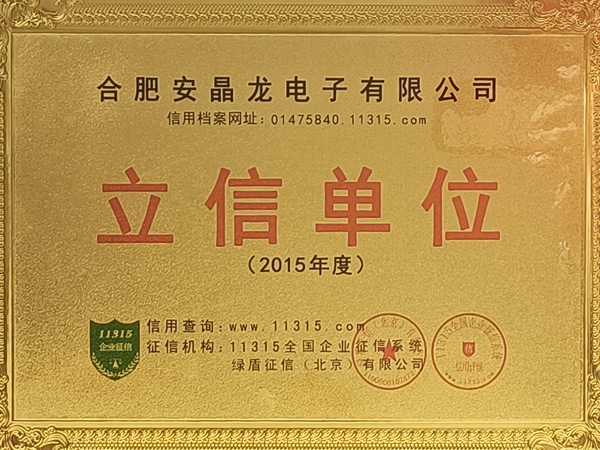 合肥安晶龙电子有限公司
信用档案网址: 01475840.11315.com
立信单位
（2015年度）
11315
企业征信
信用查询: www.11315.com
征信机构: 11315全国企业征信系统
绿盾征信（北京）有限公司